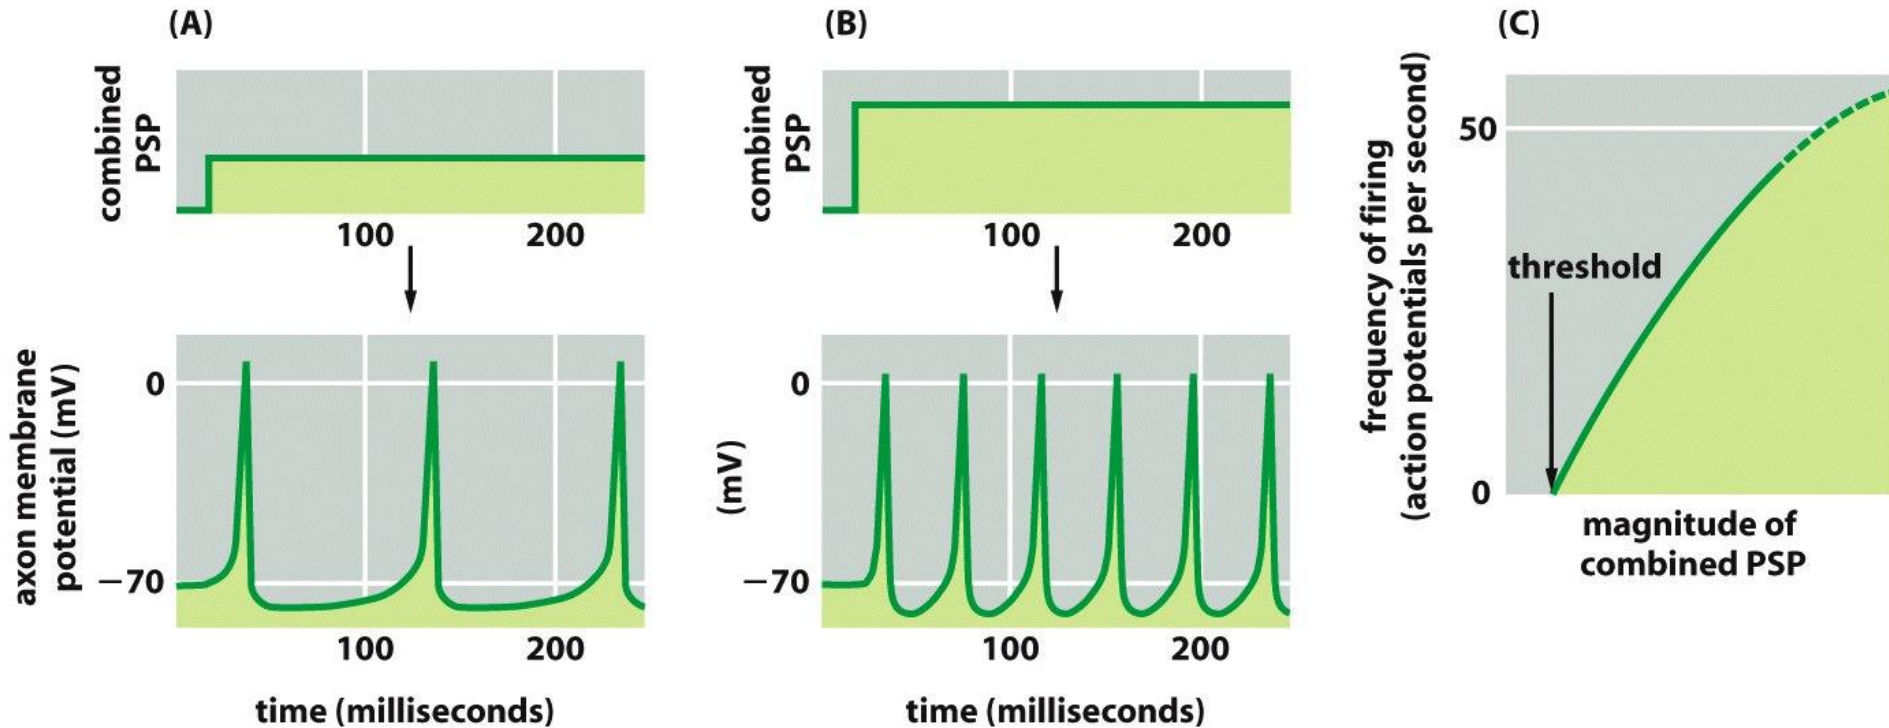 (A)
combined
PSP
100
200
axon membrane
potential (mV)
0
−70
100
200
time (milliseconds)
(B)
combined
PSP
100
200
(mV)
0
−70
100
200
time (milliseconds)
(C)
frequency of firing
(action potentials per second)
50
threshold
0
magnitude of
combined PSP